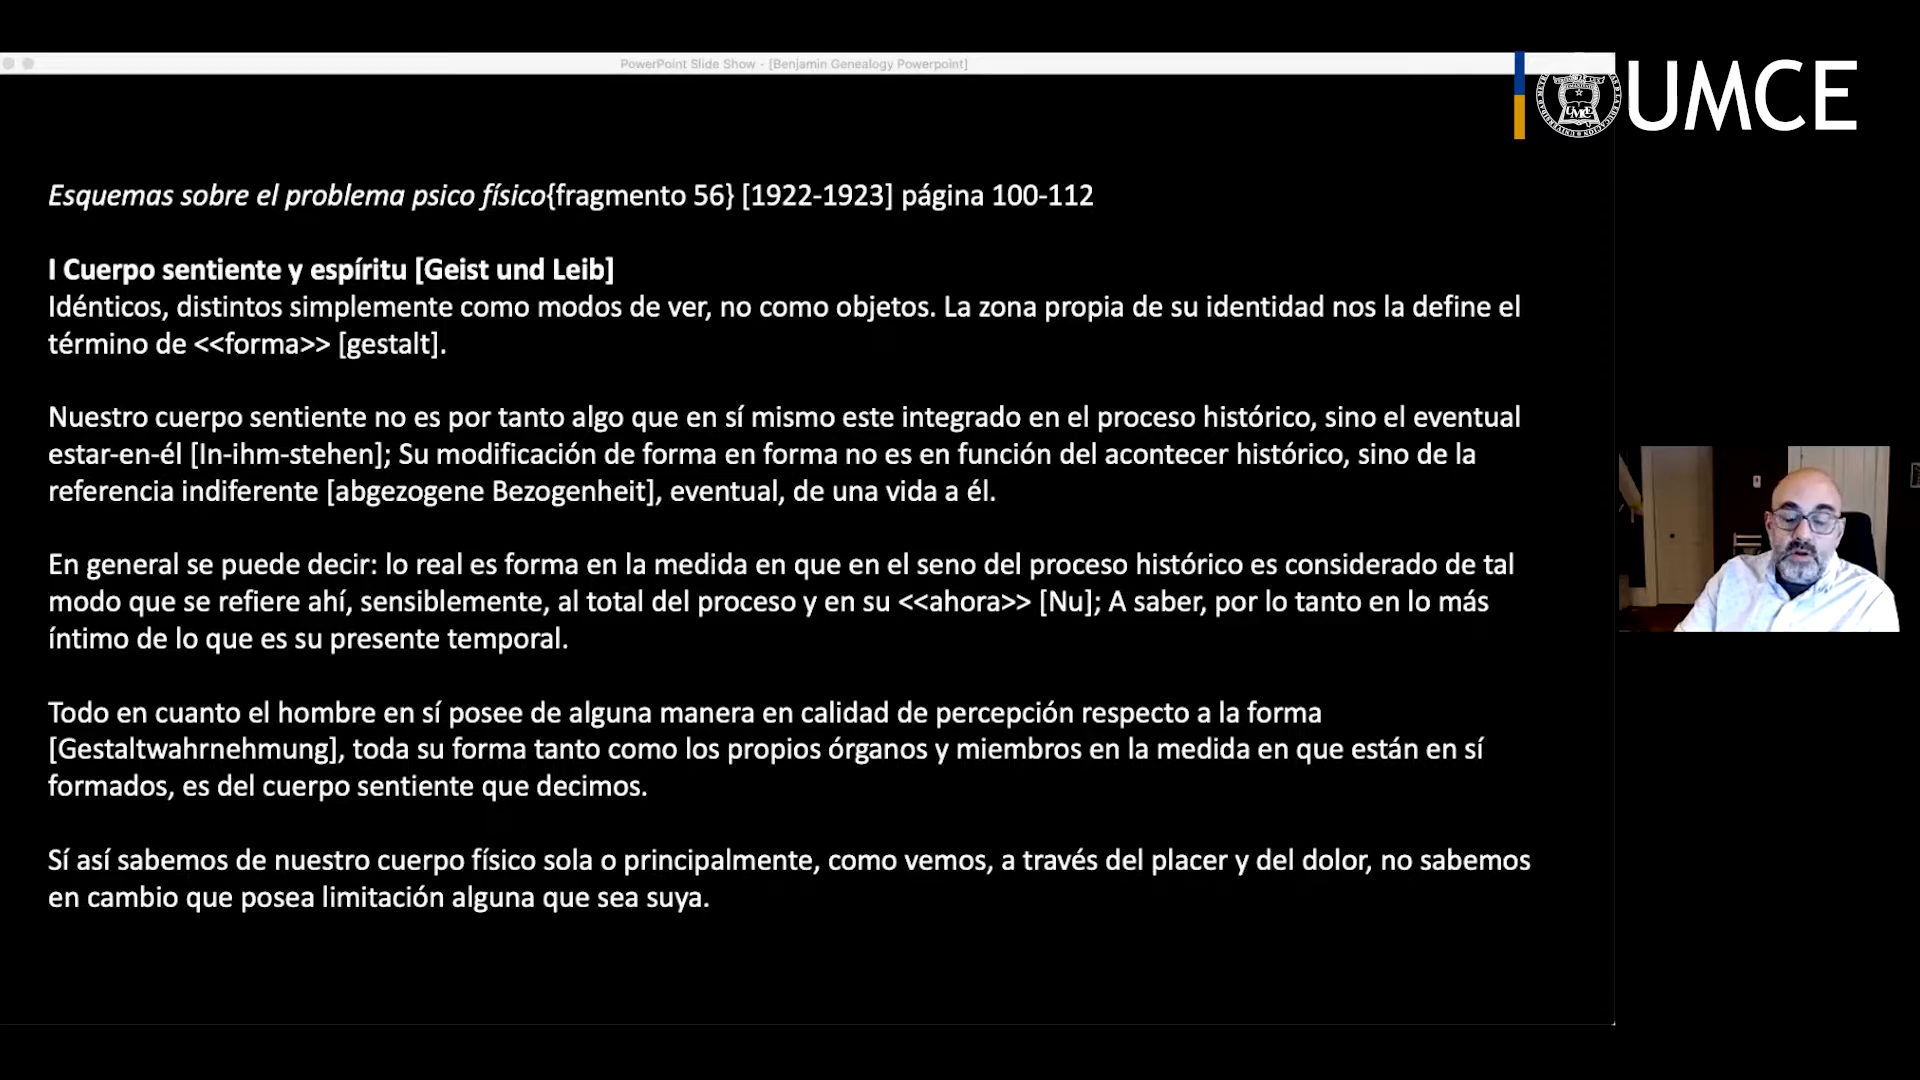 PowerPoint Slide Show - [Benjamin Genealogy Powerpoint]
UMCE
Esquemas sobre el problema psico físico{fragmento 56} [1922-1923] página 100-112
I Cuerpo sentiente y espíritu [Geist und Leib]
Idénticos, distintos simplemente como modos de ver, no como objetos. La zona propia de su identidad nos la define el
término de <<forma>> [gestalt].
Nuestro cuerpo sentiente no es por tanto algo que en sí mismo este integrado en el proceso histórico, sino el eventual
estar-en-él [In-ihm-stehen]; Su modificación de forma en forma no es en función del acontecer histórico, sino de la
referencia indiferente [abgezogene Bezogenheit], eventual, de una vida a él.
En general se puede decir: lo real es forma en la medida en que en el seno del proceso histórico es considerado de tal
modo que se refiere ahí, sensiblemente, al total del proceso y en su <<ahora>> [Nu]; A saber, por lo tanto en lo más
íntimo de lo que es su presente temporal.
Todo en cuanto el hombre en sí posee de alguna manera en calidad de percepción respecto a la forma
[Gestaltwahrnehmung], toda su forma tanto como los propios órganos y miembros en la medida en que están en sí
formados, es del cuerpo sentiente que decimos.
Sí así sabemos de nuestro cuerpo físico sola o principalmente, como vemos, a través del placer y del dolor, no sabemos
en cambio que posea limitación alguna que sea suya.